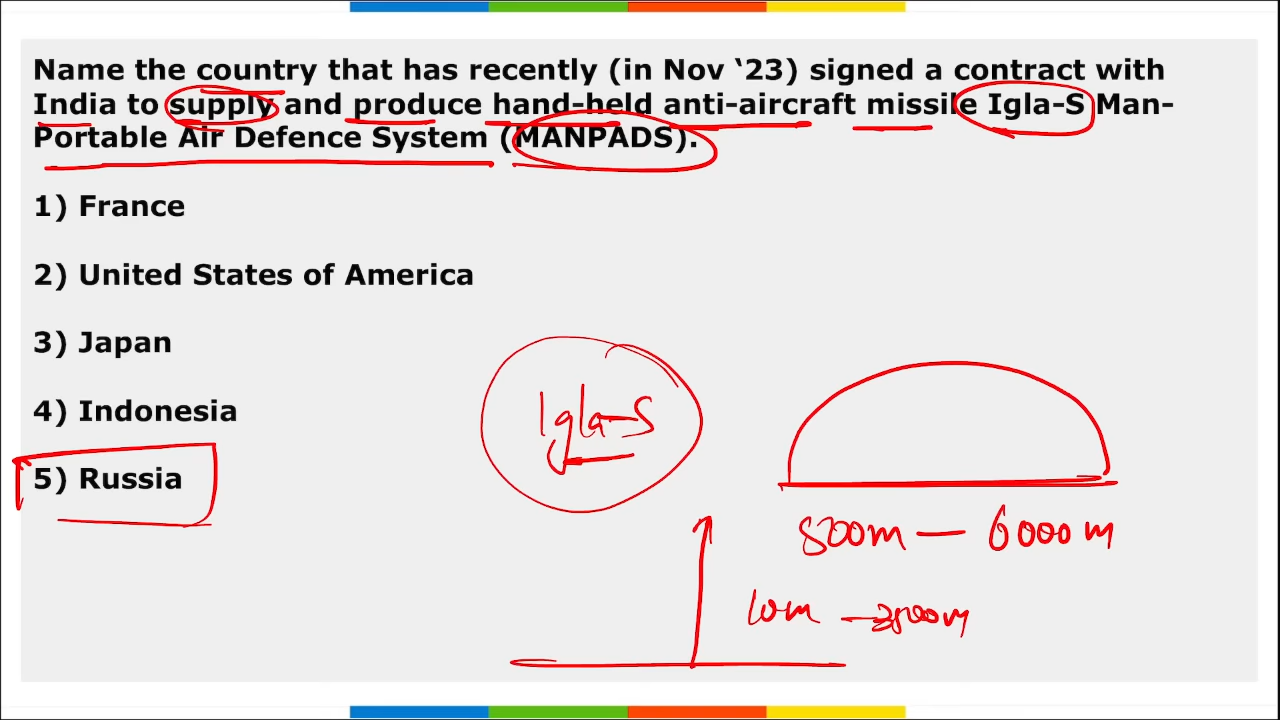 Name the country that has recently (in Nov ‘23) signed a contract with
India to supply and produce hand-held anti-aircraft missile Igla-S Man-
Portable Air Defence System (MANPADS).
1) France
2) United States of America
3) Japan
4) Indonesia
5) Russia
Igla-S
500m — 6000m
10m — 3500m